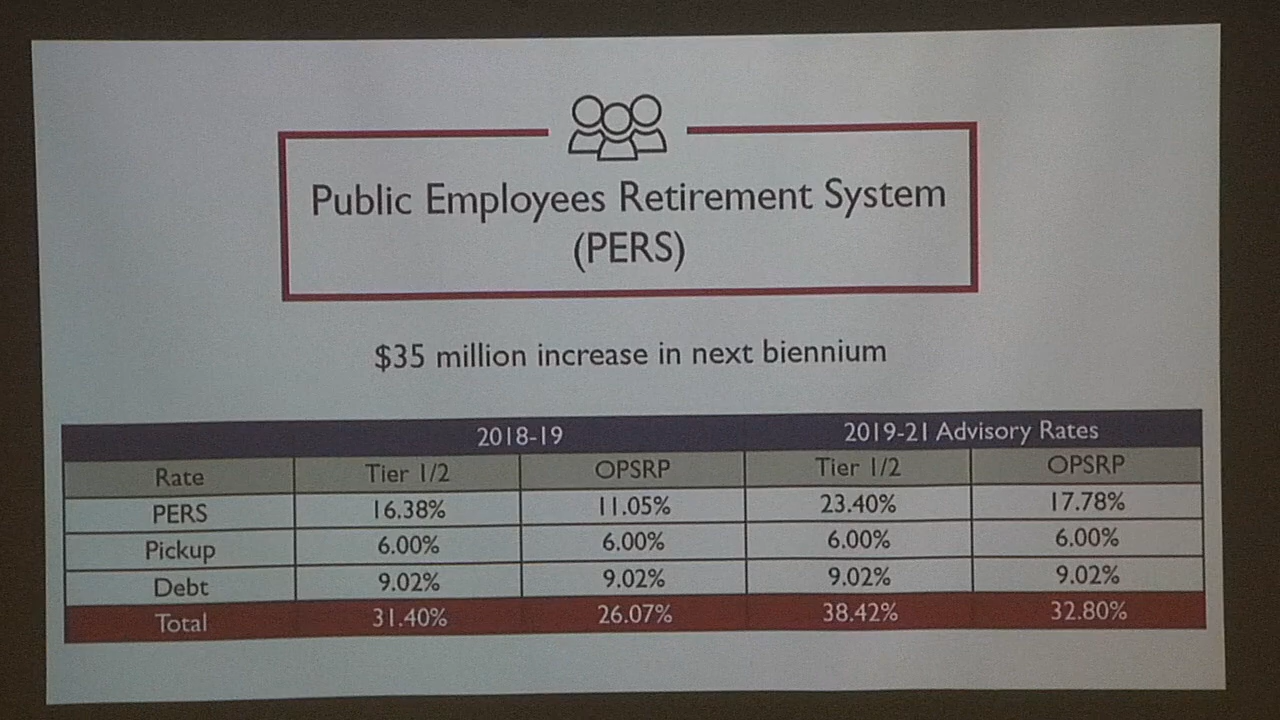 Public Employees Retirement System
(PERS)
$35 million increase in next biennium
2018-19 2019-21 Advisory Rates
Rate Tier 1/2 OPSRP Tier 1/2 OPSRP
PERS 16.38% 11.05% 23.40% 17.78%
Pickup 6.00% 6.00% 6.00% 6.00%
Debt 9.02% 9.02% 9.02% 9.02%
Total 31.40% 26.07% 38.42% 32.80%